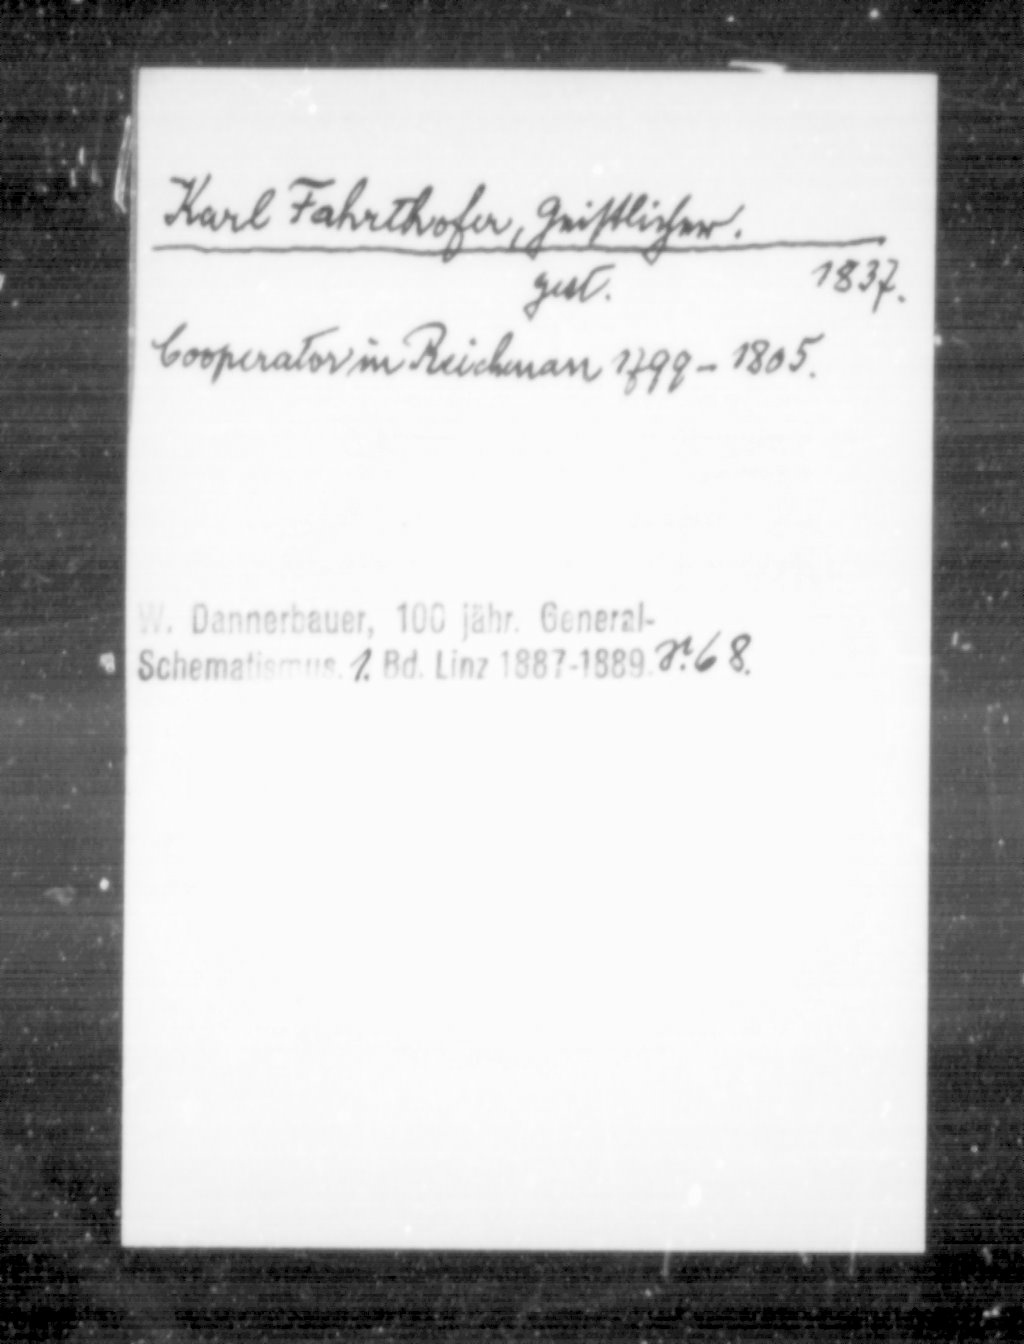 Karl Fahrthofer, Geistlicher.
gest. 1837.
Cooperator in Reichenau 1799 – 1805.
W. Dannerbauer, 100 jähr. General-
Schematismus. 1. Bd. Linz 1887-1889. S. 68.